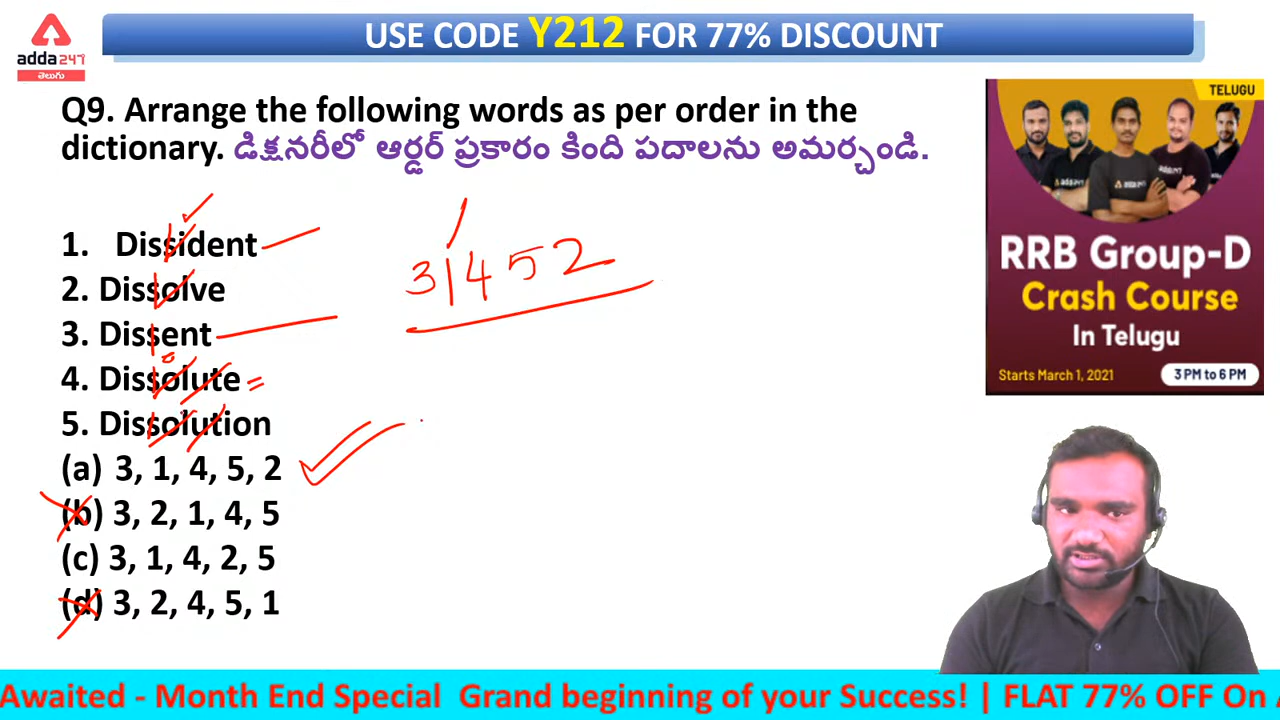 USE CODE Y212 FOR 77% DISCOUNT
adda247
తెలుగు
Q9. Arrange the following words as per order in the
dictionary. డిక్షనరీలో ఆర్డర్ ప్రకారం కింది పదాలను అమర్చండి.
1. Dissident
2. Dissolve
3. Dissent
4. Dissolute
5. Dissolution
(a) 3, 1, 4, 5, 2
(b) 3, 2, 1, 4, 5
(c) 3, 1, 4, 2, 5
(d) 3, 2, 4, 5, 1
3 1 4 5 2
TELUGU
RRB Group-D
Crash Course
In Telugu
Starts March 1, 2021
3 PM to 6 PM
Awaited - Month End Special Grand beginning of your Success! | FLAT 77% OFF On